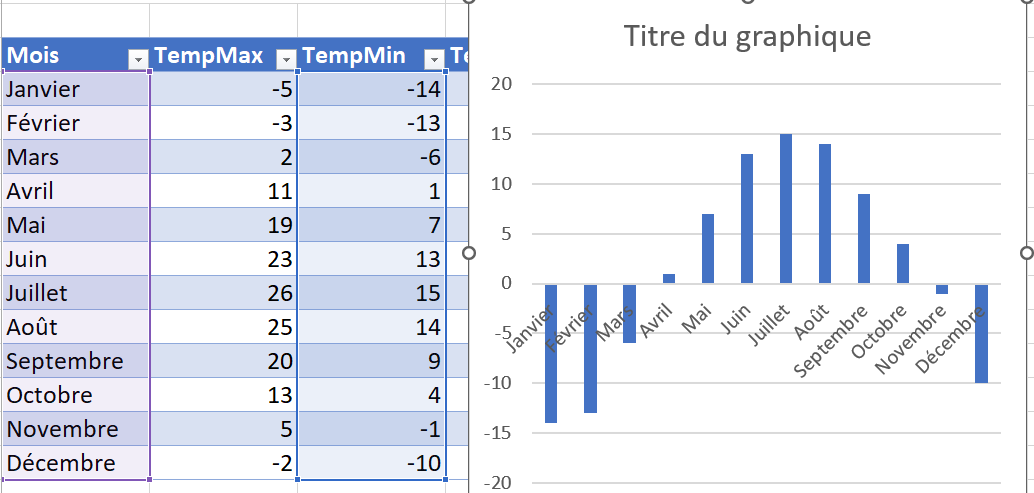 Mois TempMax TempMin Te
Janvier -5 -14
Février -3 -13
Mars 2 -6
Avril 11 1
Mai 19 7
Juin 23 13
Juillet 26 15
Août 25 14
Septembre 20 9
Octobre 13 4
Novembre 5 -1
Décembre -2 -10
Titre du graphique
20
15
10
5
0
-5
-10
-15
-20
Janvier
Février
Mars
Avril
Mai
Juin
Juillet
Août
Septembre
Octobre
Novembre
Décembre